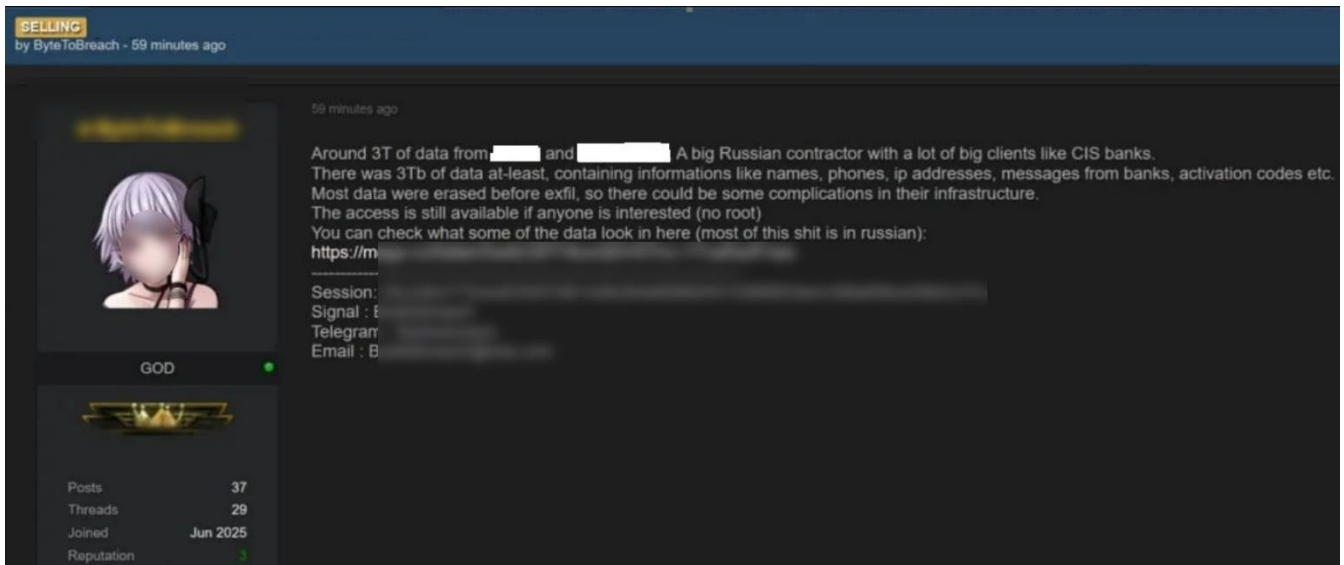 SELLING
by ByteToBreach - 59 minutes ago
59 minutes ago
Around 3T of data from and A big Russian contractor with a lot of big clients like CIS banks.
There was 3Tb of data at-least, containing informations like names, phones, ip addresses, messages from banks, activation codes etc.
Most data were erased before exfil, so there could be some complications in their infrastructure.
The access is still available if anyone is interested (no root)
You can check what some of the data look in here (most of this shit is in russian):
https://m
Session:
Signal :
Telegram
Email : B
GOD
Posts 37
Threads 29
Joined Jun 2025
Reputation 3